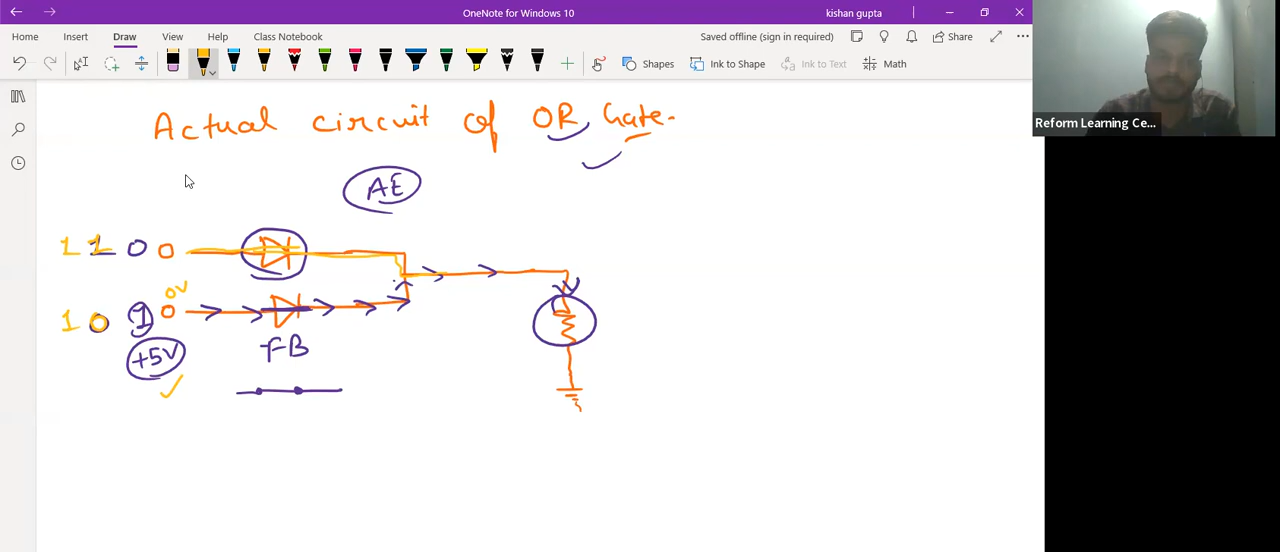 OneNote for Windows 10
kishan gupta
Home Insert Draw View Help Class Notebook
Saved offline (sign in required) Share
Shapes Ink to Shape Ink to Text Math
Reform Learning Ce...
Actual circuit of OR Gate.
AE
1 1 0 0
0V
1 0 1 0
+5V
FB